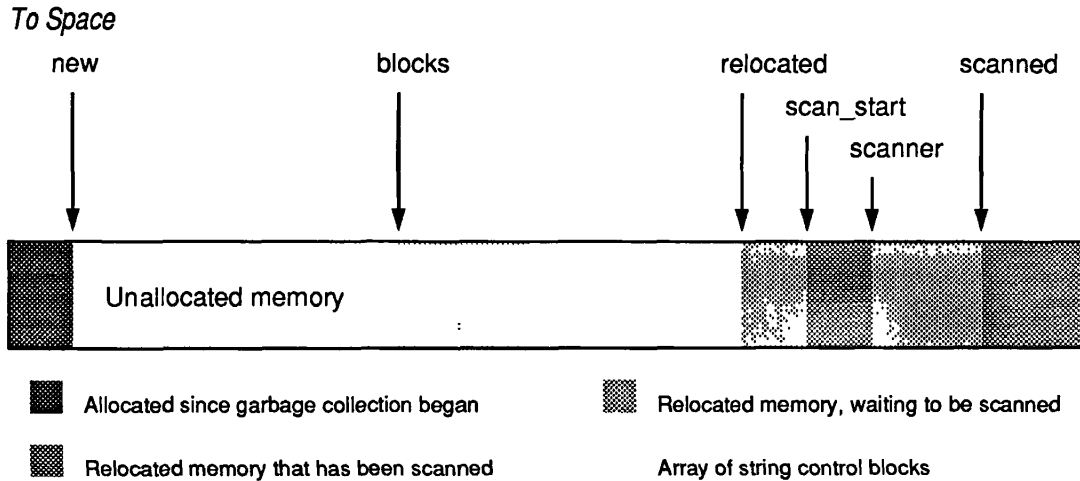 To Space
new blocks relocated scanned
scan_start
scanner
Unallocated memory
Allocated since garbage collection began
Relocated memory, waiting to be scanned
Relocated memory that has been scanned
Array of string control blocks